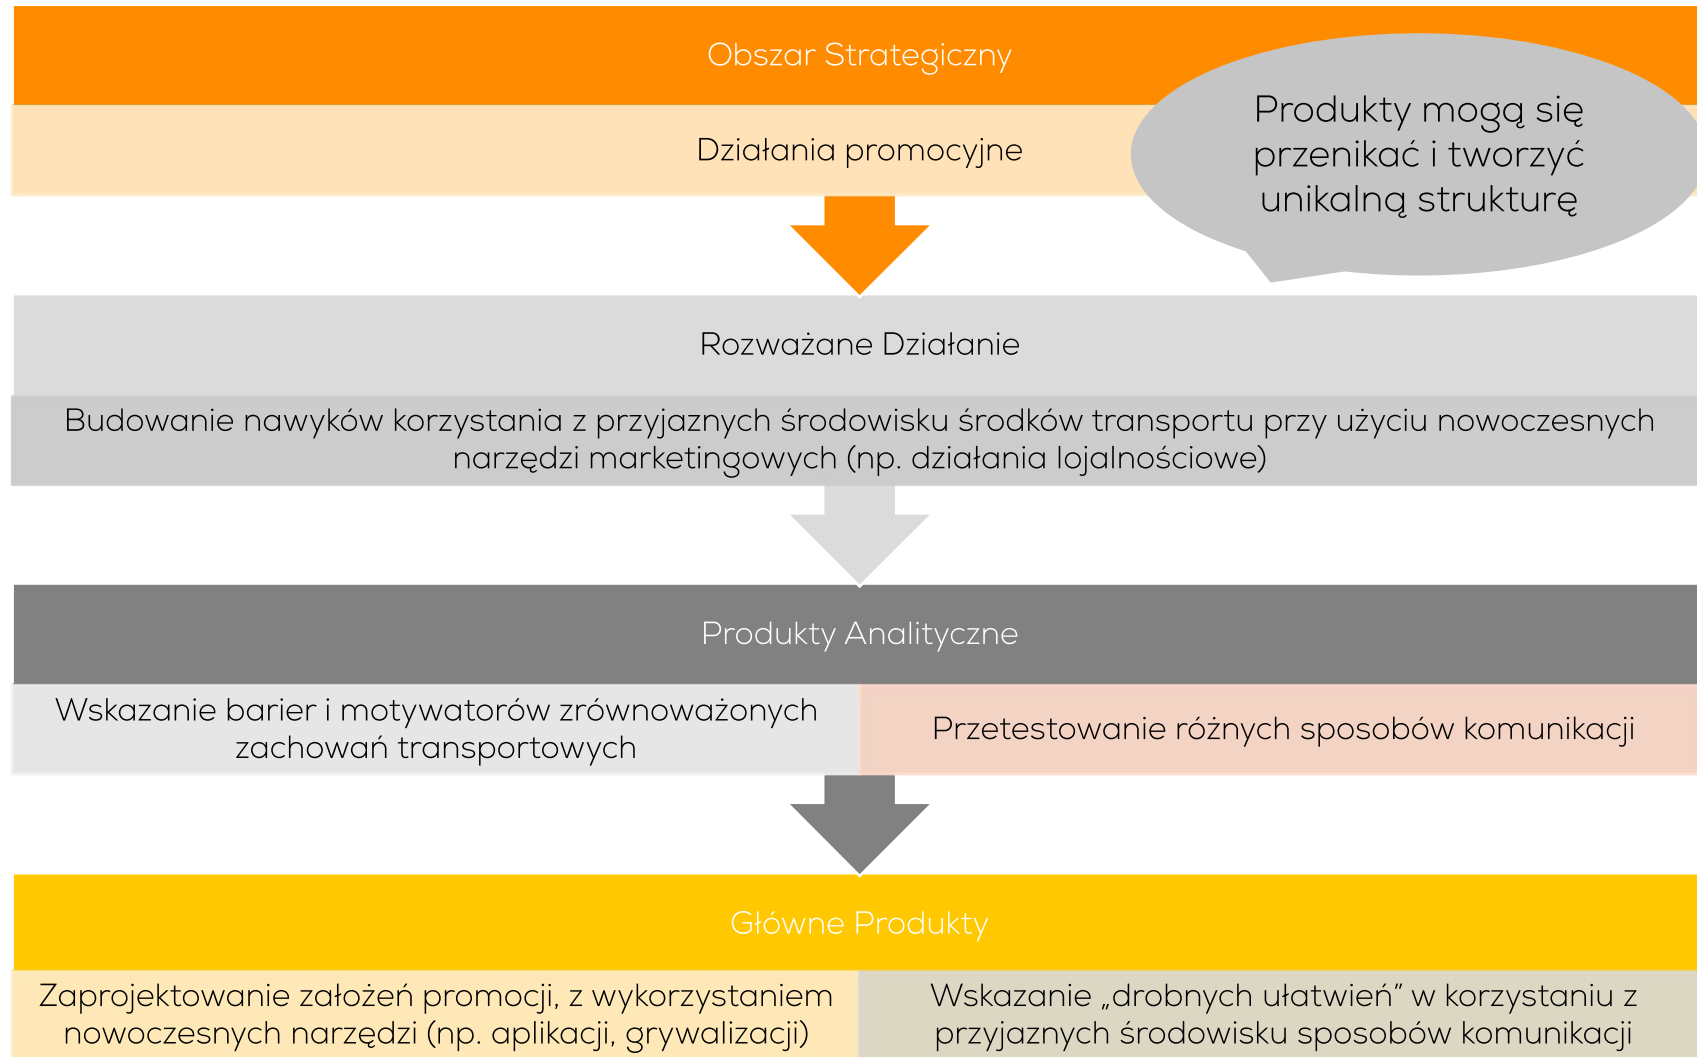 Obszar Strategiczny
Działania promocyjne
Produkty mogą się
przenikać i tworzyć
unikalną strukturę
Rozważane Działanie
Budowanie nawyków korzystania z przyjaznych środowisku środków transportu przy użyciu nowoczesnych
narzędzi marketingowych (np. działania lojalnościowe)
Produkty Analityczne
Wskazanie barier i motywatorów zrównoważonych
zachowań transportowych
Przetestowanie różnych sposobów komunikacji
Główne Produkty
Zaprojektowanie założeń promocji, z wykorzystaniem
nowoczesnych narzędzi (np. aplikacji, grywalizacji)
Wskazanie „drobnych ułatwień” w korzystaniu z
przyjaznych środowisku sposobów komunikacji